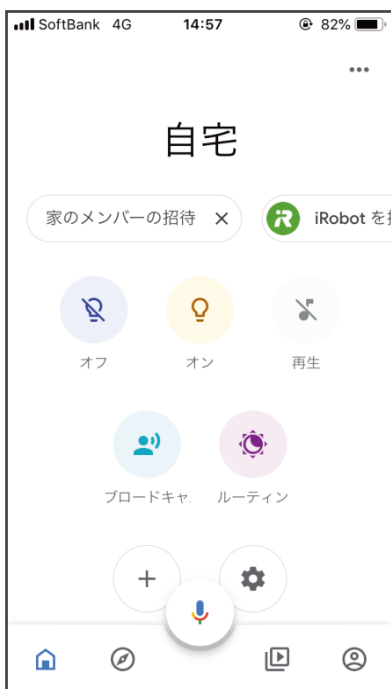 SoftBank 4G 14:57 82%
自宅
家のメンバーの招待 iRobot を
オフ オン 再生
ブロードキャ ルーティン